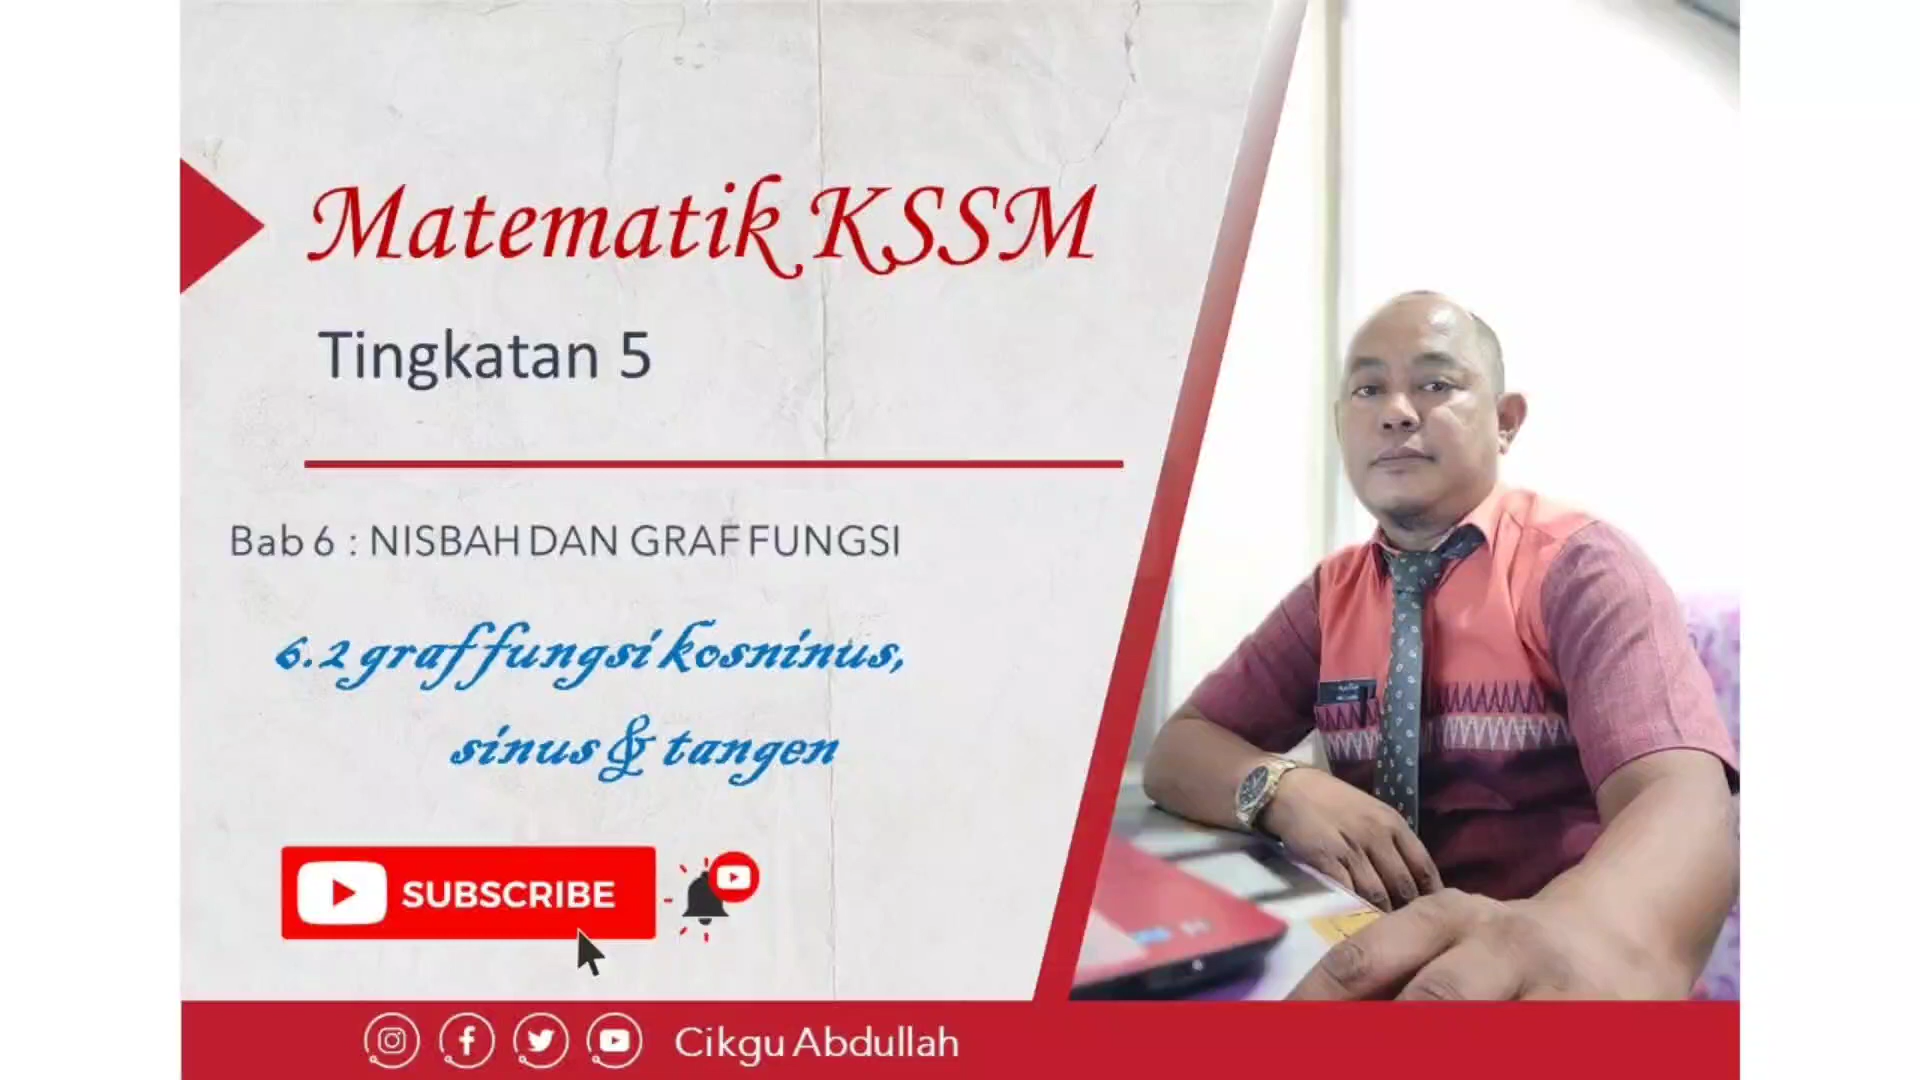 Matematik KSSM
Tingkatan 5
Bab 6 : NISBAH DAN GRAF FUNGSI
6.2 graf fungsi kosninus,
sinus & tangen
SUBSCRIBE
Cikgu Abdullah